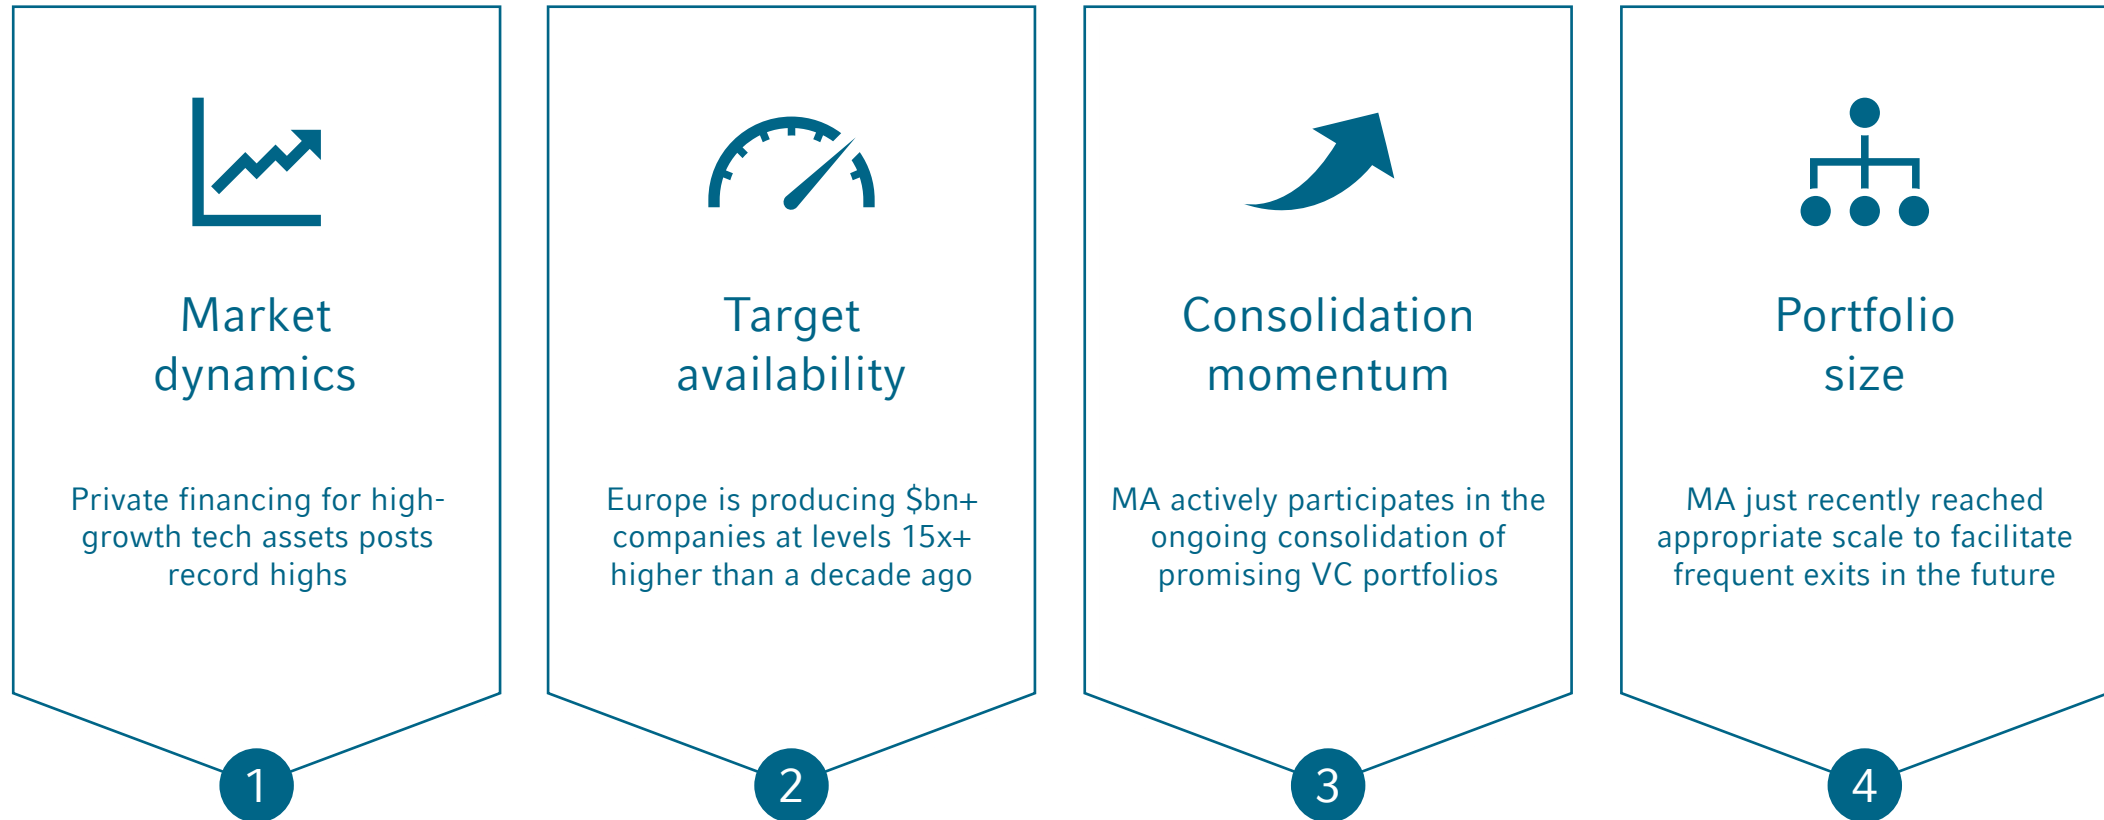 Market
dynamics
Private financing for high-
growth tech assets posts
record highs
1
Target
availability
Europe is producing $bn+
companies at levels 15x+
higher than a decade ago
2
Consolidation
momentum
MA actively participates in the
ongoing consolidation of
promising VC portfolios
3
Portfolio
size
MA just recently reached
appropriate scale to facilitate
frequent exits in the future
4